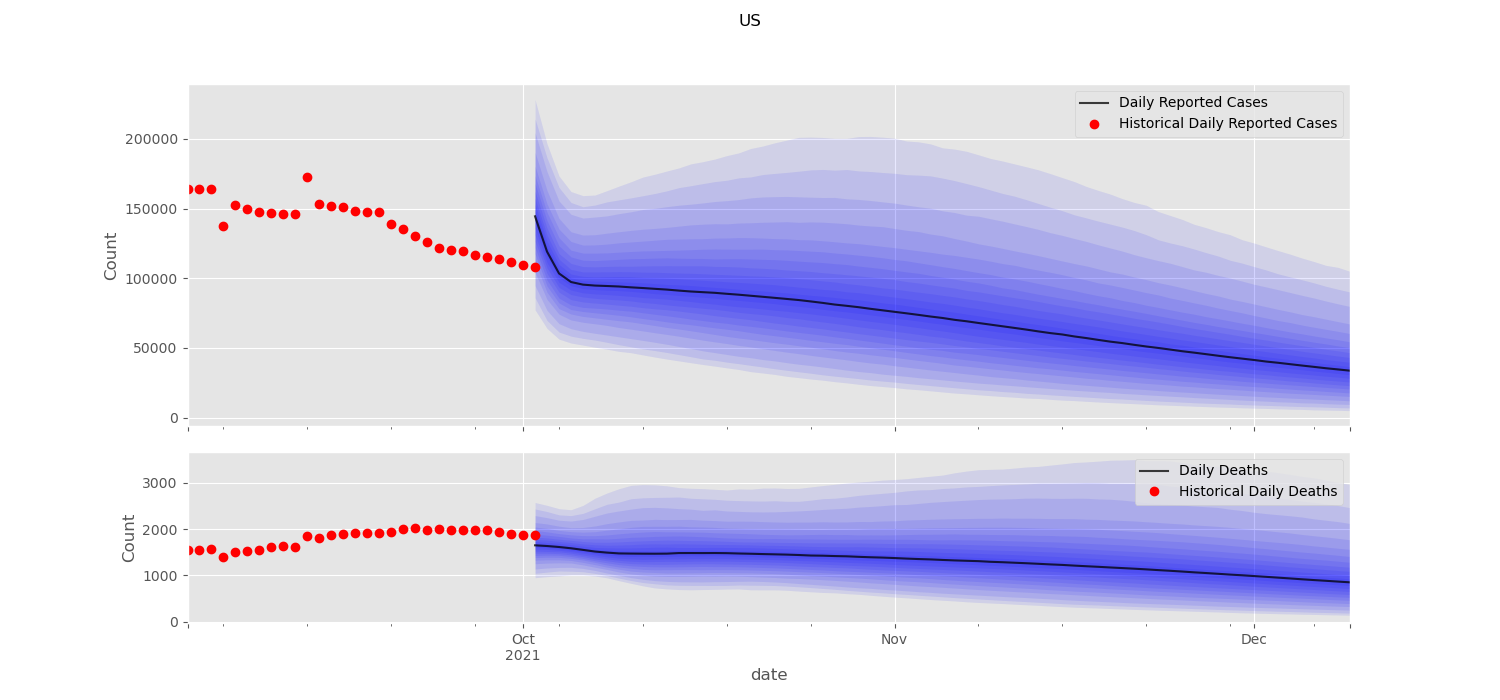 US
Daily Reported Cases
Historical Daily Reported Cases
200000
150000
100000
50000
0
Count
Daily Deaths
Historical Daily Deaths
3000
2000
1000
0
Count
Oct
2021
Nov
Dec
date